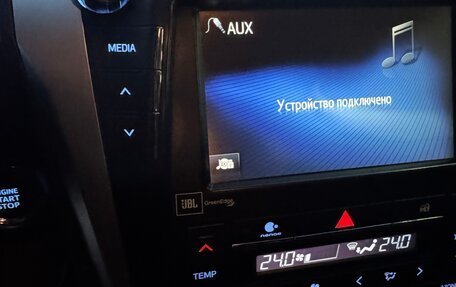 AUX
MEDIA
Устройство подключено
ENGINE
START
STOP
JBL GreenEdge
nanoe
24.0 24.0
TEMP